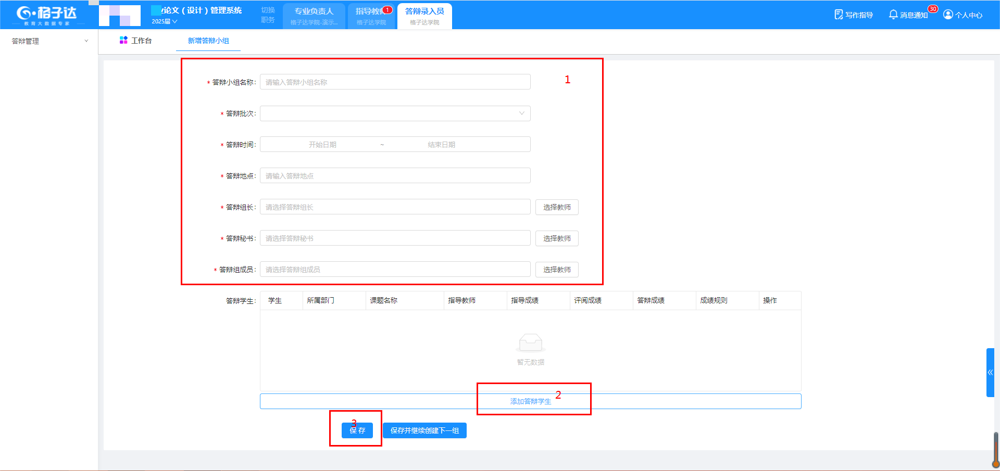 格子达
教育大数据专家
论文（设计）管理系统
2025届
切换
职务
专业负责人
格子达学院-演示...
指导教师
1
格子达学院
答辩录入员
格子达学院
写作指导
消息通知
30
个人中心
答辩管理
工作台
新增答辩小组
1
* 答辩小组名称：
请输入答辩小组名称
* 答辩批次：
* 答辩时间：
开始日期 ~ 结束日期
* 答辩地点：
请输入答辩地点
* 答辩组长：
请选择答辩组长
选择教师
* 答辩秘书：
请选择答辩秘书
选择教师
* 答辩组成员：
请选择答辩组成员
选择教师
答辩学生：
学生 所属部门 课题名称 指导教师 指导成绩 评阅成绩 答辩成绩 成绩规则 操作
暂无数据
添加答辩学生
2
3
保存
保存并继续创建下一组